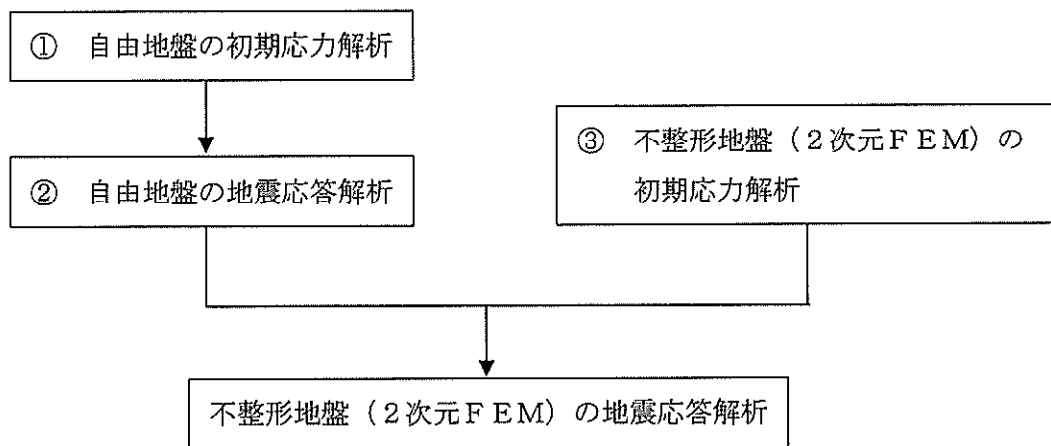 ① 自由地盤の初期応力解析
② 自由地盤の地震応答解析
③ 不整形地盤（2次元FEM）の
初期応力解析
不整形地盤（2次元FEM）の地震応答解析